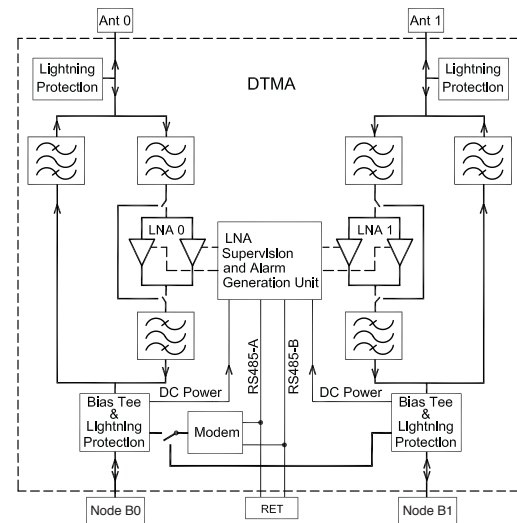 Ant 0
Ant 1
Lightning
Protection
DTMA
Lightning
Protection
LNA 0
LNA
Supervision
and Alarm
Generation Unit
LNA 1
DC Power
RS485-A
RS485-B
DC Power
Bias Tee
&
Lightning
Protection
Modem
Bias Tee
&
Lightning
Protection
Node B0
RET
Node B1